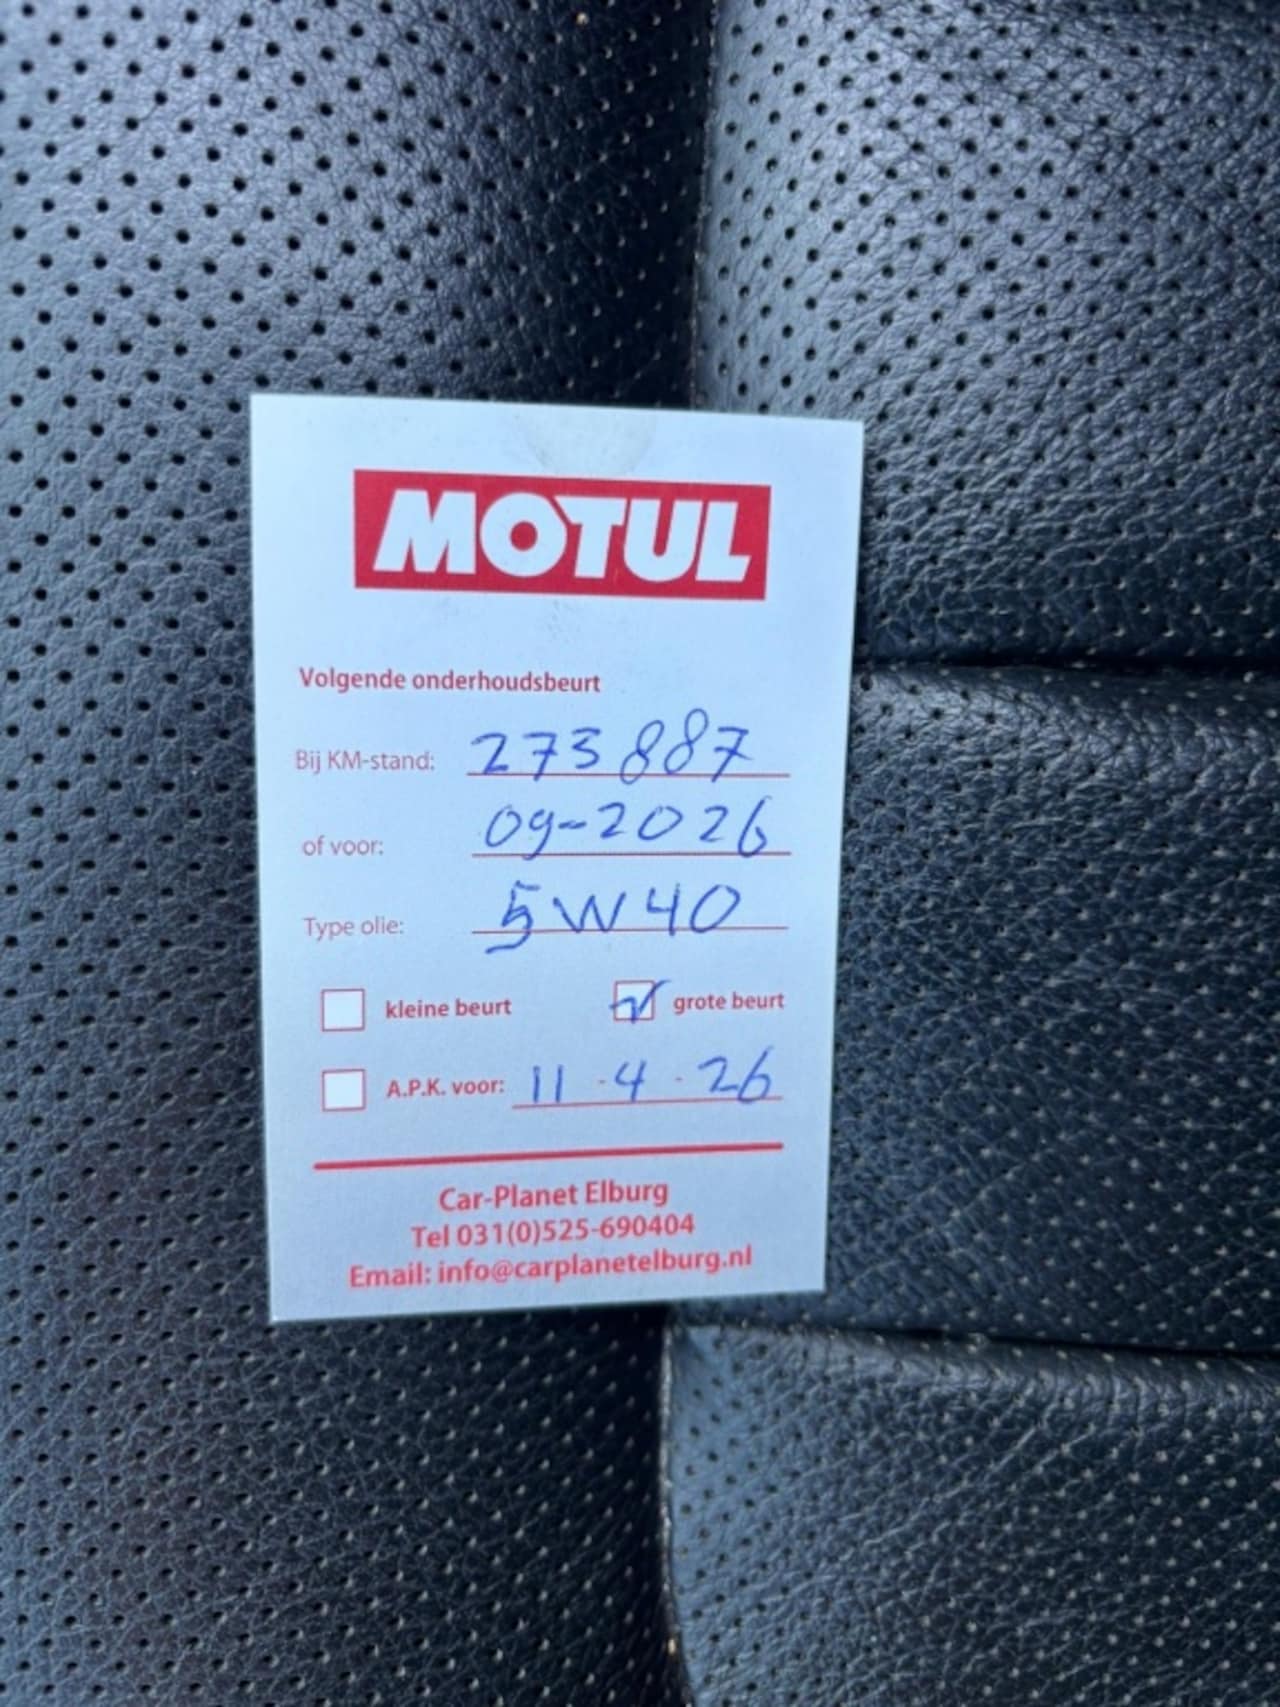 MOTUL
Volgende onderhoudsbeurt
Bij KM-stand: 273887
of voor: 09-2026
Type olie: 5W40
kleine beurt grote beurt
A.P.K. voor: 11-4-26
Car-Planet Elburg
Tel 031(0)525-690404
Email: info@carplanetelburg.nl